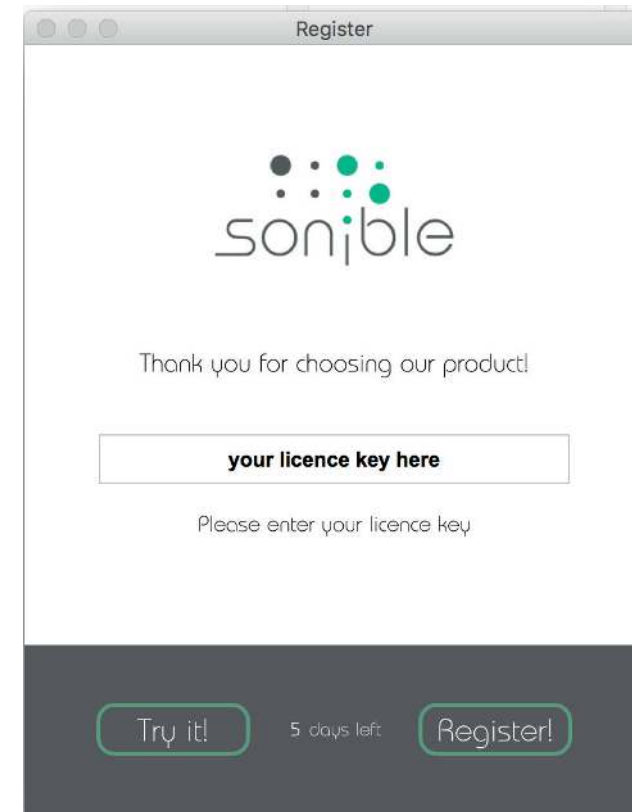 Register
sonible
Thank you for choosing our product!
your licence key here
Please enter your licence key
Try it!
5 days left
Register!